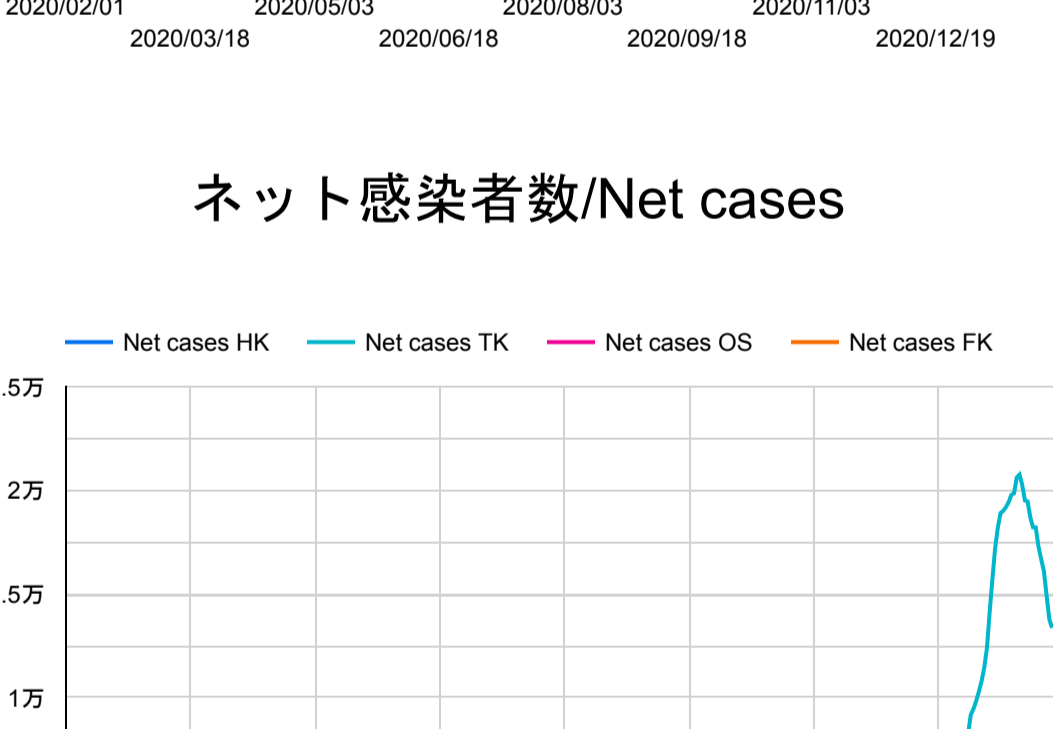 2020/02/01 2020/05/03 2020/08/03 2020/11/03
2020/03/18 2020/06/18 2020/09/18 2020/12/19
ネット感染者数/Net cases
Net cases HK Net cases TK Net cases OS Net cases FK
.5万
2万
.5万
1万